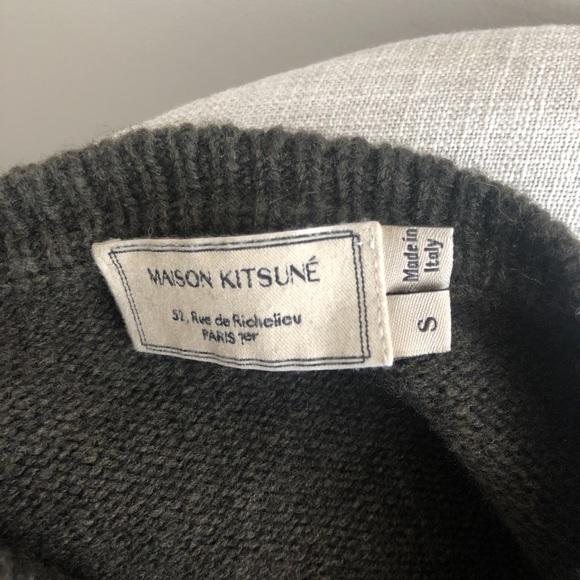 MAISON KITSUNÉ
52, Rue de Richelieu
PARIS 1er
Made in
Italy
S